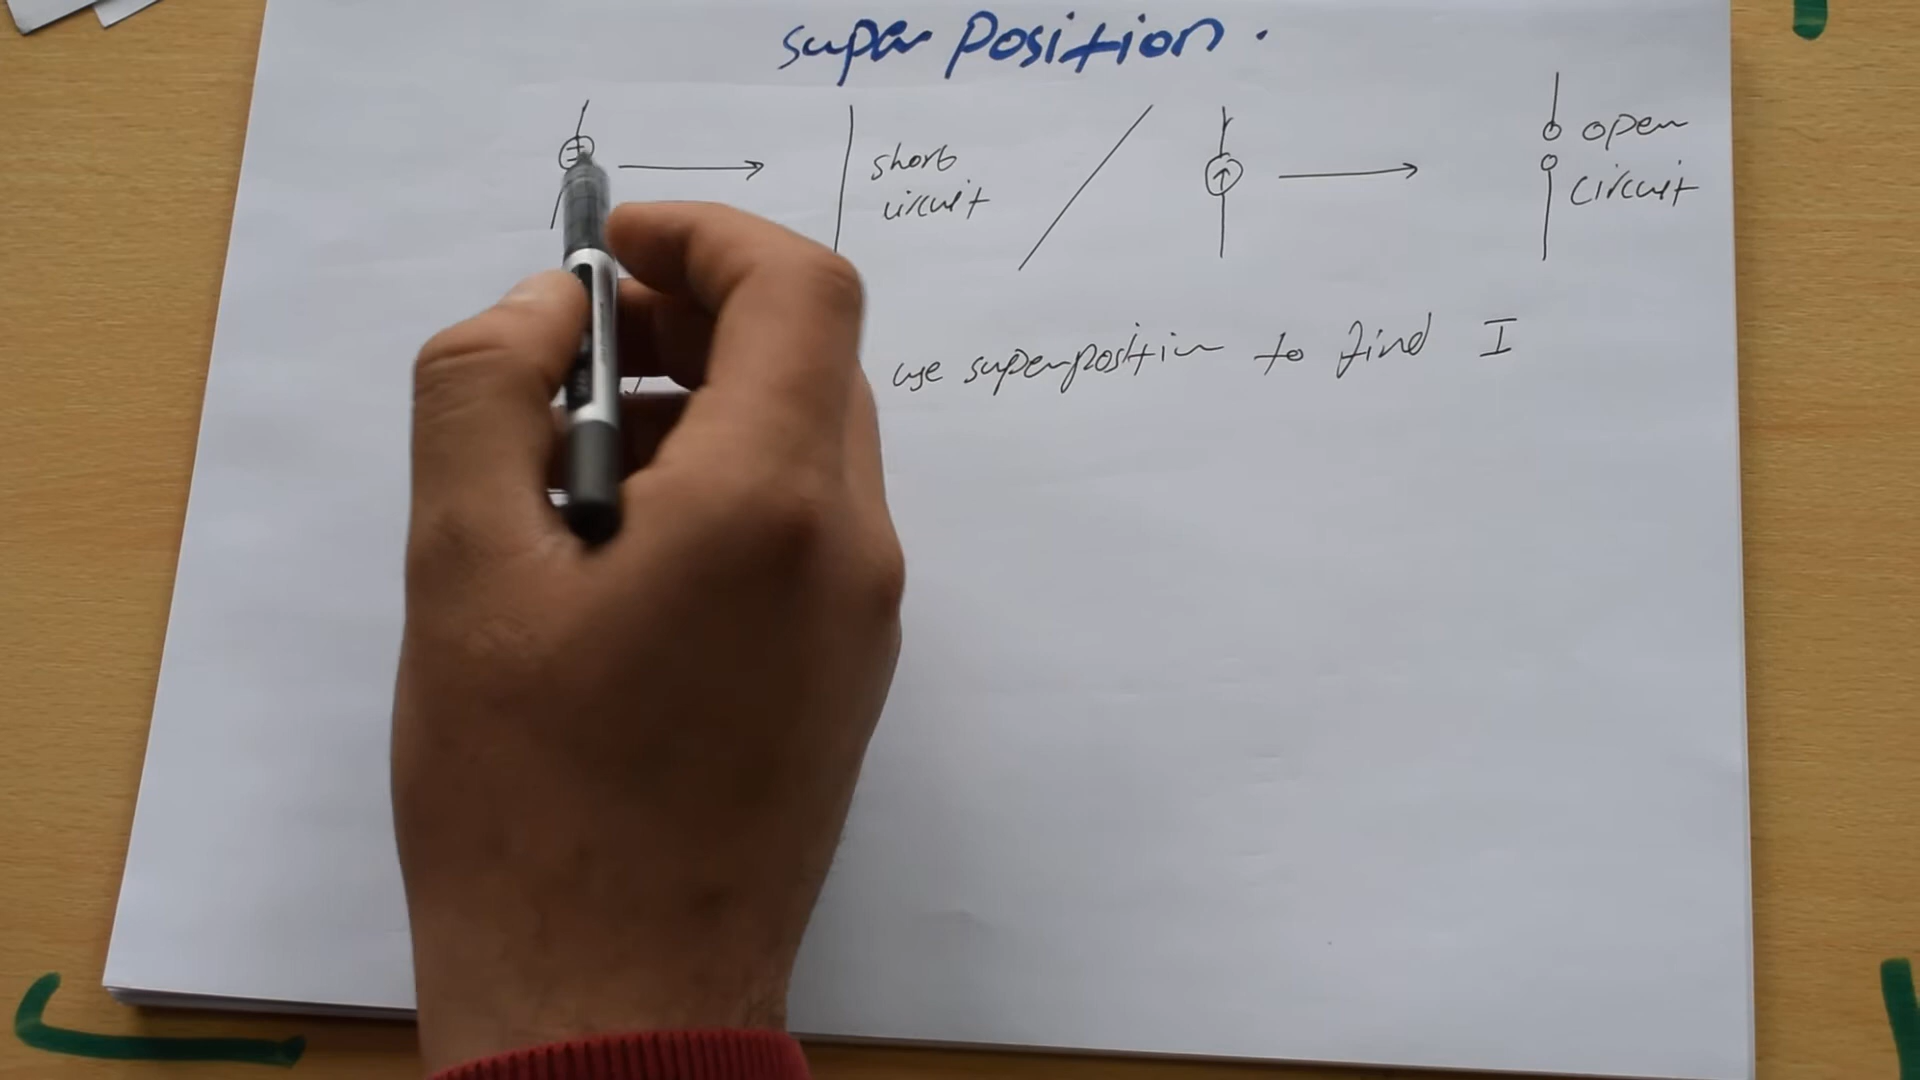 super position.
short
circuit
open
circuit
use superposition to find I